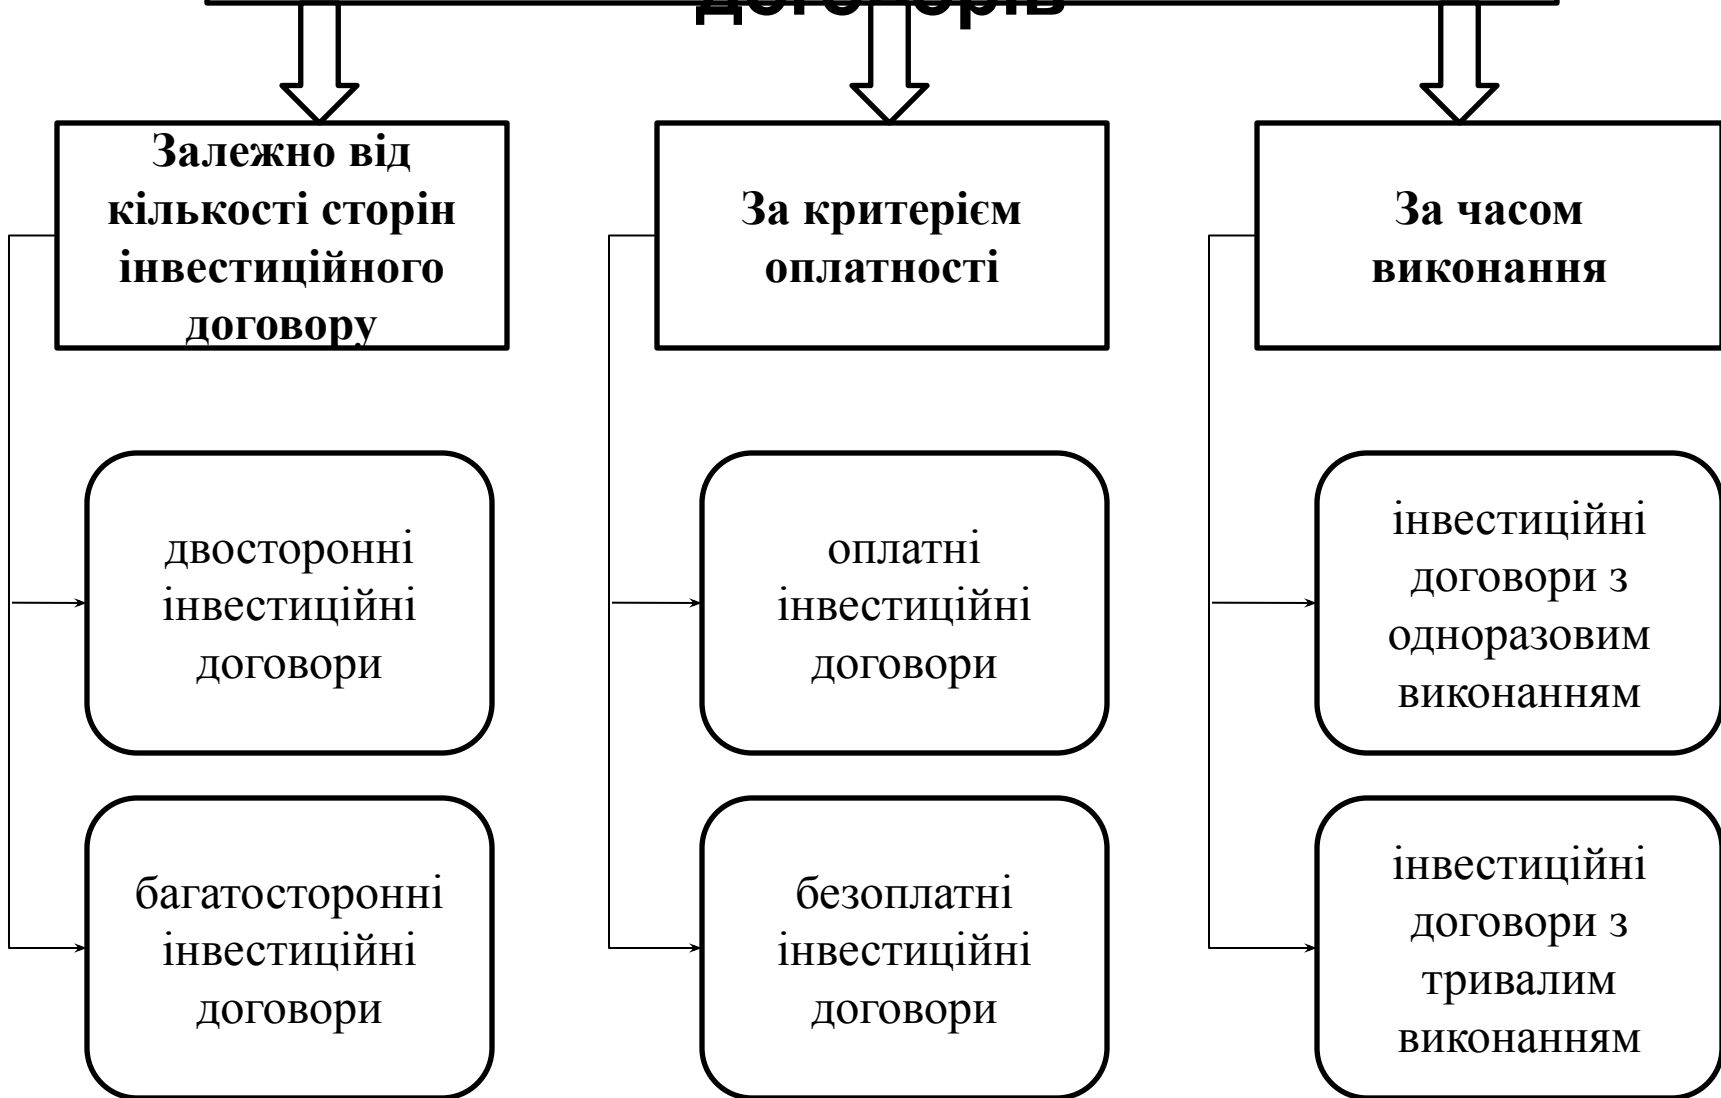 договорів
Залежно від
кількості сторін
інвестиційного
договору
За критерієм
оплатності
За часом
виконання
двосторонні
інвестиційні
договори
оплатні
інвестиційні
договори
інвестиційні
договори з
одноразовим
виконанням
багатосторонні
інвестиційні
договори
безоплатні
інвестиційні
договори
інвестиційні
договори з
тривалим
виконанням